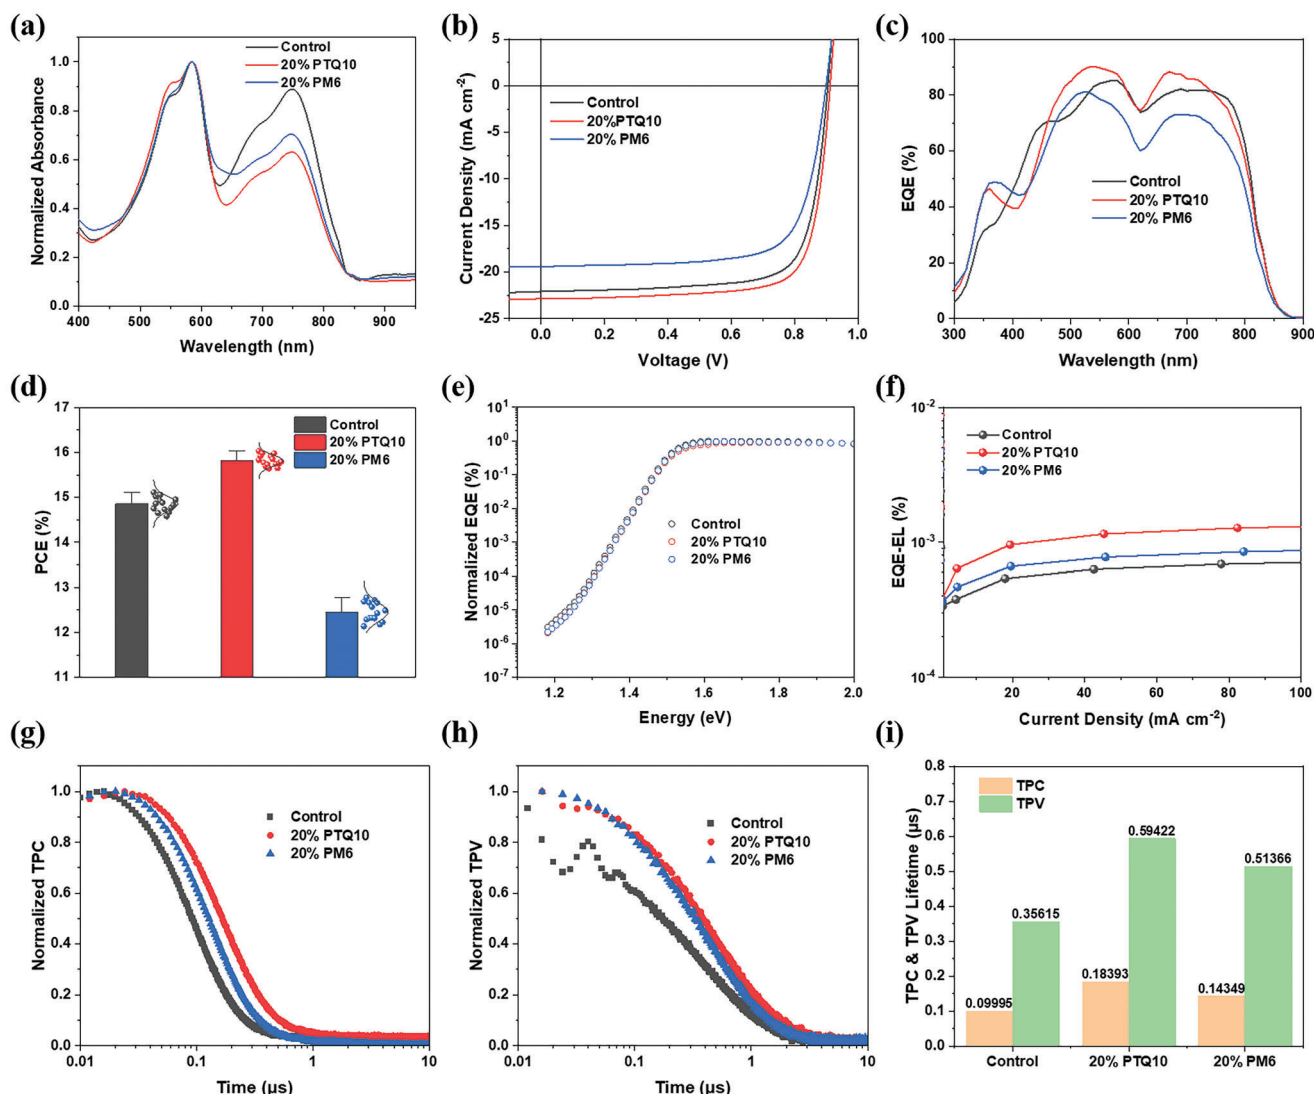 (a)
Control
20% PTQ10
20% PM6
Normalized Absorbance
1.0
0.8
0.6
0.4
0.2
0.0
400
500
600
700
800
900
Wavelength (nm)
(b)
Control
20%PTQ10
20% PM6
Current Density (mA cm-2)
5
0
-5
-10
-15
-20
-25
0.0
0.2
0.4
0.6
0.8
1.0
Voltage (V)
(c)
Control
20% PTQ10
20% PM6
EQE (%)
100
80
60
40
20
0
300
400
500
600
700
800
900
Wavelength (nm)
(d)
Control
20% PTQ10
20% PM6
PCE (%)
17
16
15
14
13
12
11
(e)
Control
20% PTQ10
20% PM6
Normalized EQE (%)
10^1
10^0
10^-1
10^-2
10^-3
10^-4
10^-5
10^-6
10^-7
1.2
1.4
1.6
1.8
2.0
Energy (eV)
(f)
Control
20% PTQ10
20% PM6
EQE-EL (%)
10^-2
10^-3
10^-4
20
40
60
80
100
Current Density (mA cm-2)
(g)
Control
20% PTQ10
20% PM6
Normalized TPC
1.0
0.8
0.6
0.4
0.2
0.0
0.01
0.1
1
10
Time (μs)
(h)
Control
20% PTQ10
20% PM6
Normalized TPV
1.0
0.8
0.6
0.4
0.2
0.0
0.01
0.1
1
10
Time (μs)
(i)
TPC
TPV
TPC & TPV Lifetime (μs)
0.8
0.7
0.6
0.5
0.4
0.3
0.2
0.1
0.0
0.09995
0.35615
0.18393
0.59422
0.14349
0.51366
Control
20% PTQ10
20% PM6